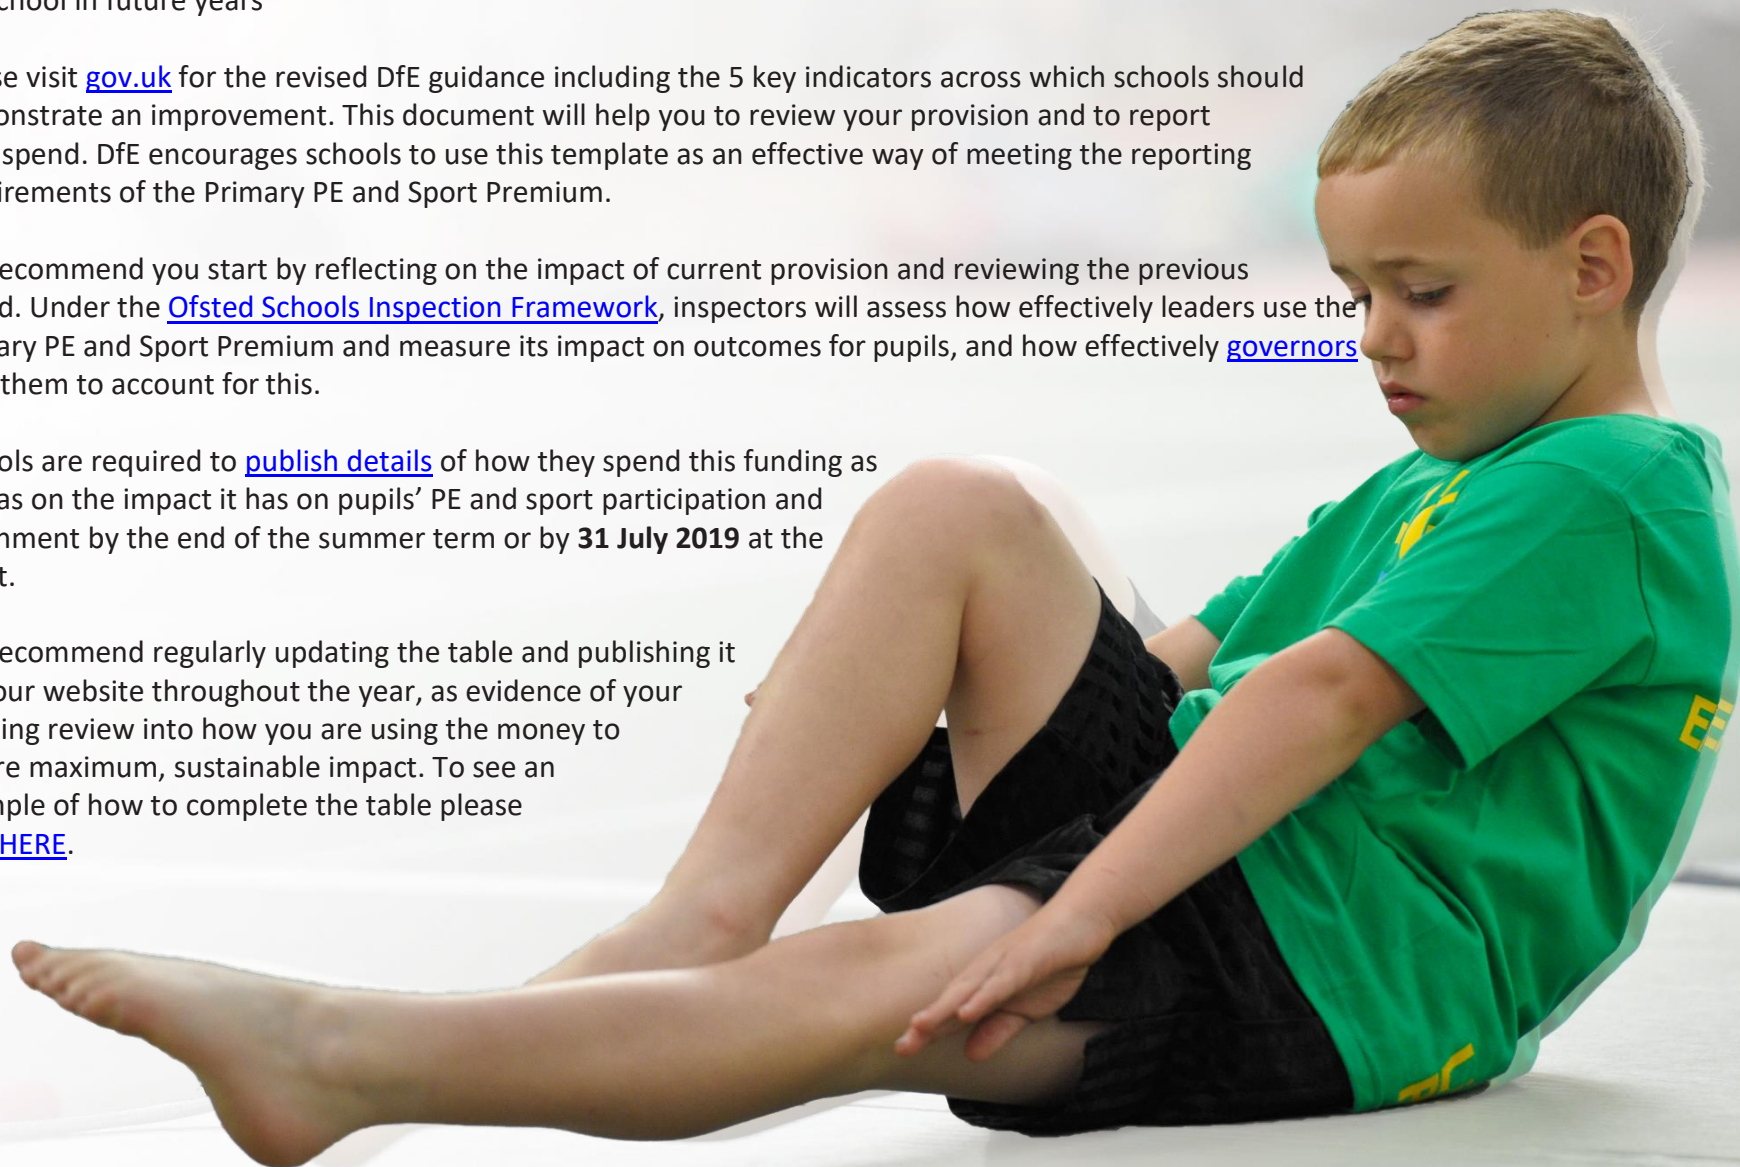 chool in future years
se visit gov.uk for the revised DfE guidance including the 5 key indicators across which schools should
onstrate an improvement. This document will help you to review your provision and to report
spend. DfE encourages schools to use this template as an effective way of meeting the reporting
irements of the Primary PE and Sport Premium.
ecommend you start by reflecting on the impact of current provision and reviewing the previous
d. Under the Ofsted Schools Inspection Framework, inspectors will assess how effectively leaders use the
ary PE and Sport Premium and measure its impact on outcomes for pupils, and how effectively governors
them to account for this.
ols are required to publish details of how they spend this funding as
as on the impact it has on pupils’ PE and sport participation and
nment by the end of the summer term or by 31 July 2019 at the
t.
ecommend regularly updating the table and publishing it
our website throughout the year, as evidence of your
ing review into how you are using the money to
re maximum, sustainable impact. To see an
mple of how to complete the table please
HERE.